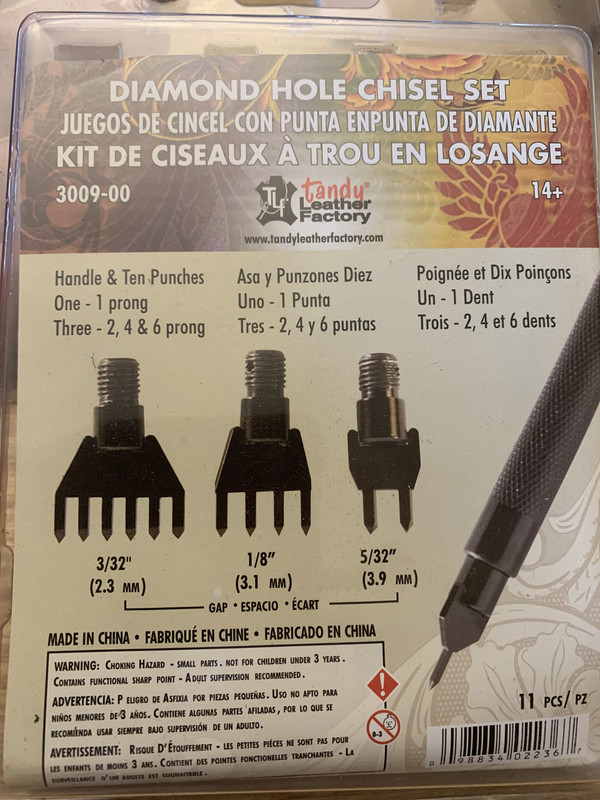 DIAMOND HOLE CHISEL SET
JUEGOS DE CINCEL CON PUNTA ENPUNTA DE DIAMANTE
KIT DE CISEAUX À TROU EN LOSANGE
3009-00
TLF
tandy®
Leather
Factory
14+
www.tandyleatherfactory.com
Handle & Ten Punches
One - 1 prong
Three - 2, 4 & 6 prong
Asa y Punzones Diez
Uno - 1 Punta
Tres - 2, 4 y 6 puntas
Poignée et Dix Poinçons
Un - 1 Dent
Trois - 2, 4 et 6 dents
3/32"
(2.3 MM)
1/8"
(3.1 MM)
5/32"
(3.9 MM)
GAP • ESPACIO • ÉCART
MADE IN CHINA • FABRIQUÉ EN CHINE • FABRICADO EN CHINA
WARNING: CHOKING HAZARD - SMALL PARTS. NOT FOR CHILDREN UNDER 3 YEARS.
CONTAINS FUNCTIONAL SHARP POINT - ADULT SUPERVISION RECOMMENDED.
ADVERTENCIA: P ELIGRO DE ASFIXIA POR PIEZAS PEQUEÑAS. USO NO APTO PARA
NIÑOS MENORES DE 3 AÑOS. CONTIENE ALGUNAS PARTES AFILADAS, POR LO QUE SE
RECOMIENDA USAR SIEMPRE BAJO SUPERVISIÓN DE UN ADULTO.
AVERTISSEMENT: RISQUE D'ÉTOUFFEMENT - LES PETITES PIÉCES NE SONT PAS POUR
LES ENFANTS DE MOINS 3 ANS. CONTIENT DES POINTES FONCTIONELLES TRANCHANTES - LA
SURVEILLANCE D'UN ADULTE EST SOUHAITABLE.
0-3
11 PCS/ PZ
0 98834 02236 7